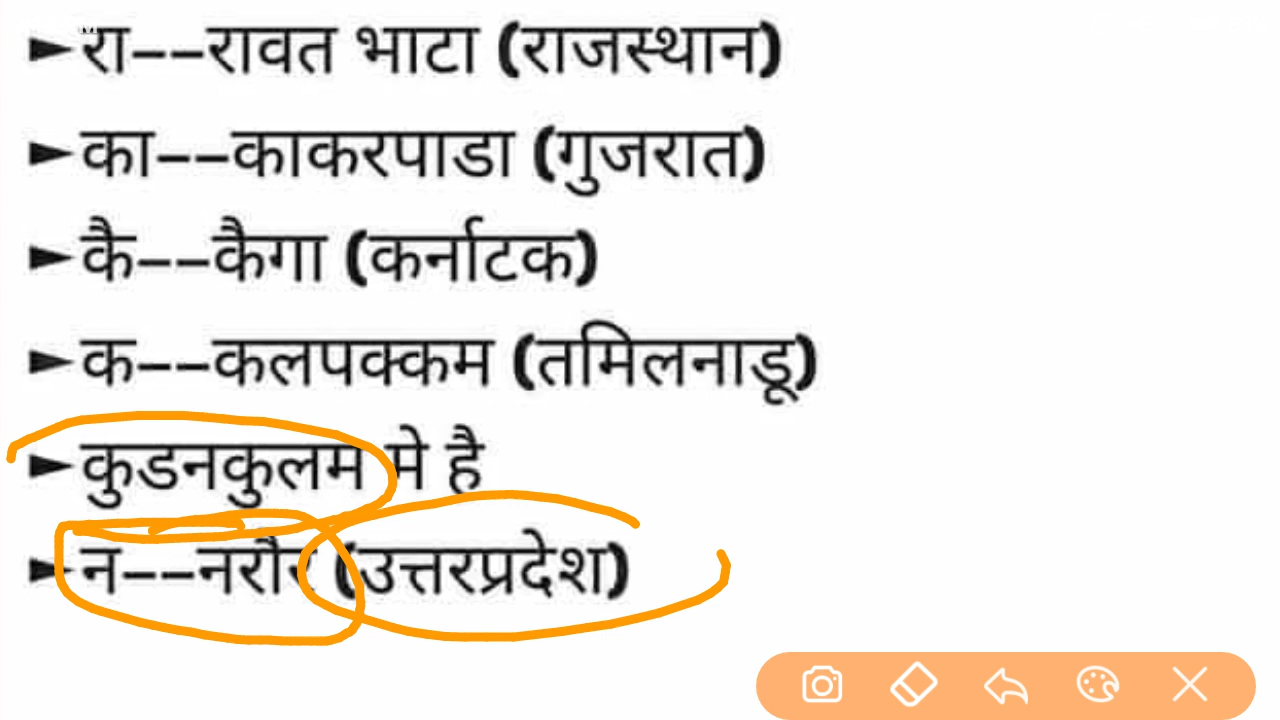 ►रा––रावत भाटा (राजस्थान)
►का––काकरपाडा (गुजरात)
►कै––कैगा (कर्नाटक)
►क––कलपक्कम (तमिलनाडू)
►कुडनकुलम मे है
►न––नरौर (उत्तरप्रदेश)